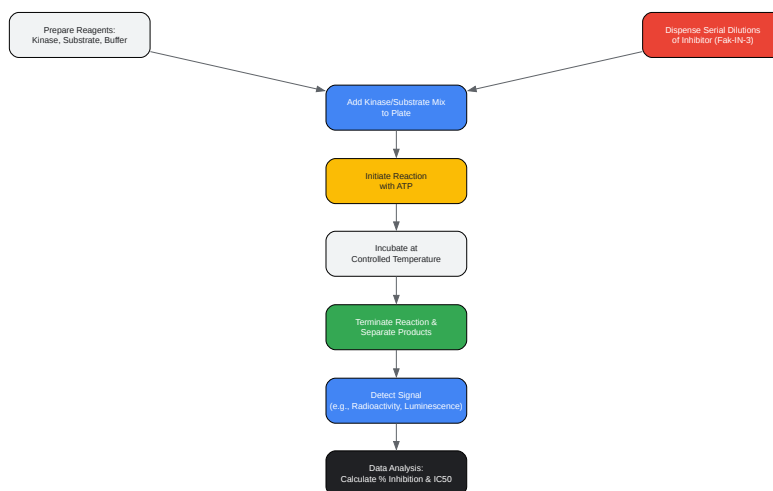 Prepare Reagents:
Kinase, Substrate, Buffer
Dispense Serial Dilutions
of Inhibitor (Fak-IN-3)
Add Kinase/Substrate Mix
to Plate
Initiate Reaction
with ATP
Incubate at
Controlled Temperature
Terminate Reaction &
Separate Products
Detect Signal
(e.g., Radioactivity, Luminescence)
Data Analysis:
Calculate % Inhibition & IC50